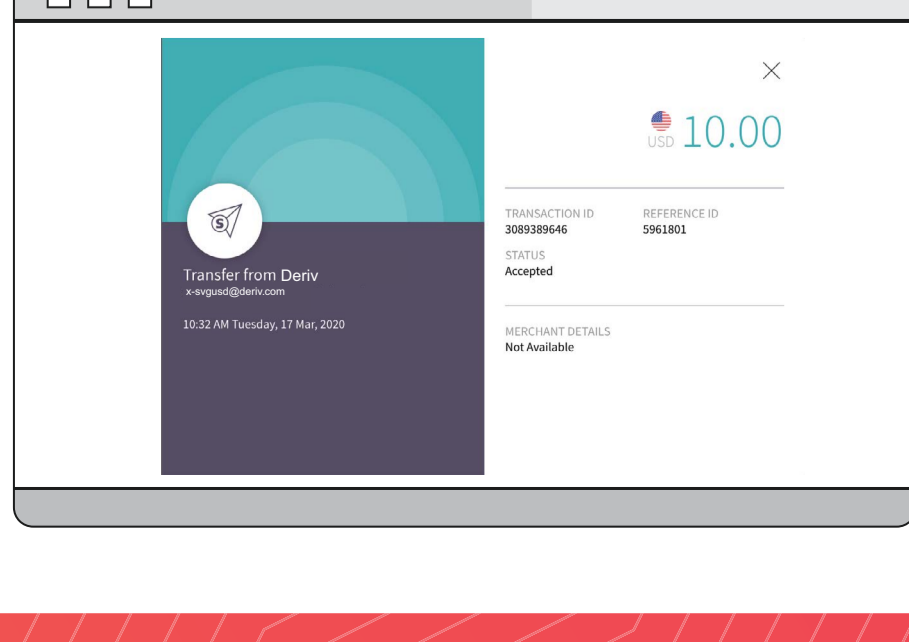 USD 10.00
TRANSACTION ID REFERENCE ID
3089389646 5961801
STATUS
Accepted
S
Transfer from Deriv
x-svgusd@deriv.com
10:32 AM Tuesday, 17 Mar, 2020
MERCHANT DETAILS
Not Available